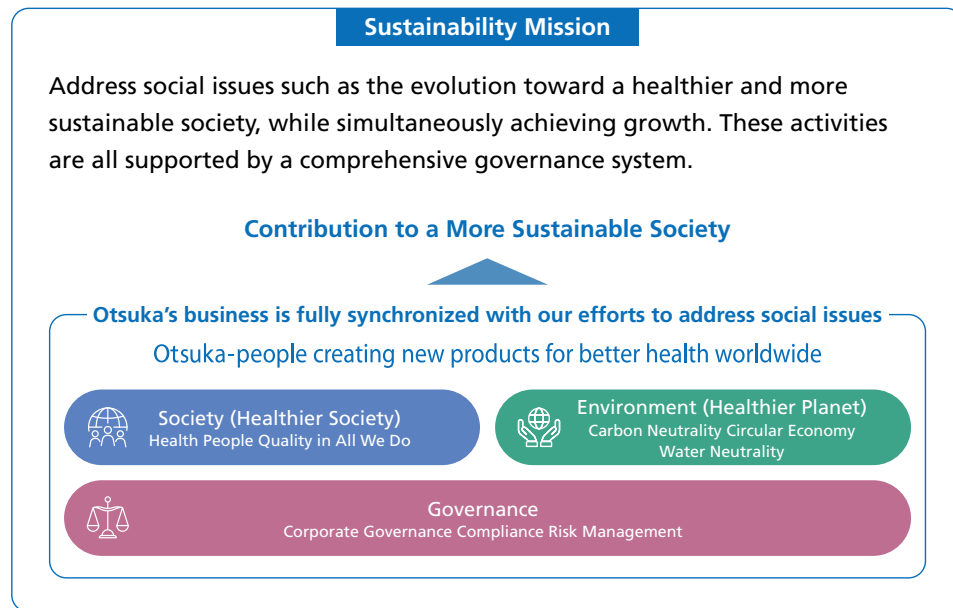 Sustainability Mission
Address social issues such as the evolution toward a healthier and more
sustainable society, while simultaneously achieving growth. These activities
are all supported by a comprehensive governance system.
Contribution to a More Sustainable Society
Otsuka’s business is fully synchronized with our efforts to address social issues
Otsuka-people creating new products for better health worldwide
Society (Healthier Society)
Health People Quality in All We Do
Environment (Healthier Planet)
Carbon Neutrality Circular Economy
Water Neutrality
Governance
Corporate Governance Compliance Risk Management